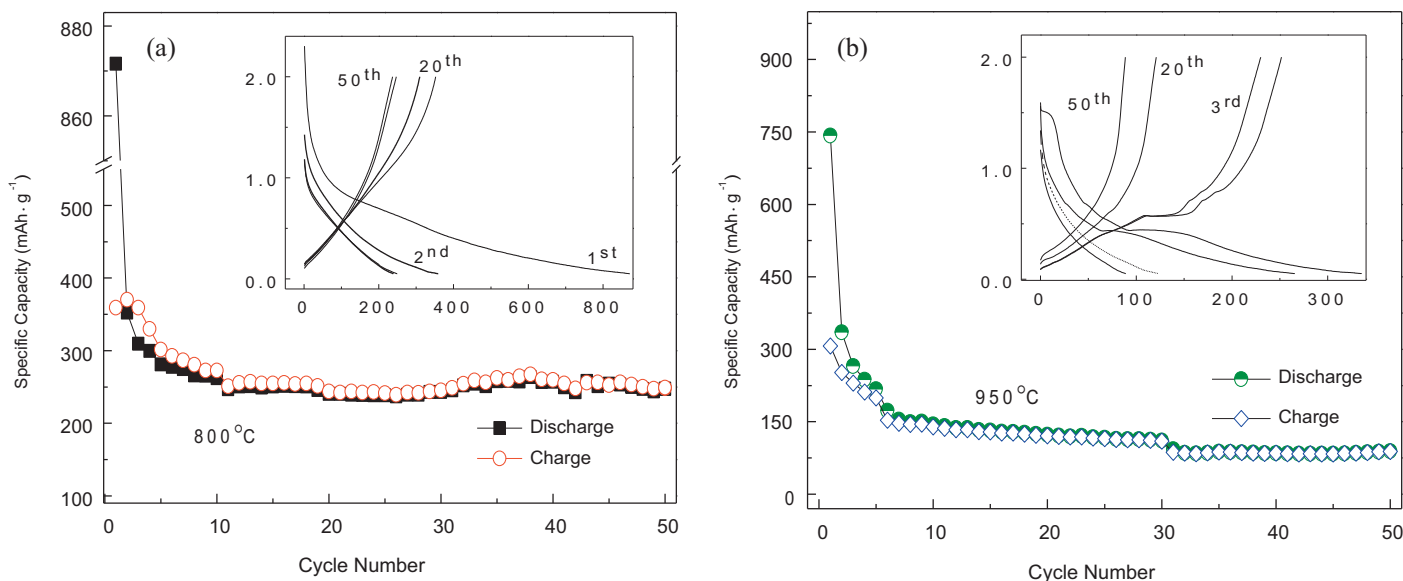 (a)
Specific Capacity (mAh·g⁻¹)
880
860
500
400
300
200
100
0
10
20
30
40
50
Cycle Number
800°C
Discharge
Charge
2.0
1.0
0.0
0
200
400
600
800
50th
20th
2nd
1st
(b)
Specific Capacity (mAh·g⁻¹)
900
750
600
450
300
150
0
0
10
20
30
40
50
Cycle Number
950°C
Discharge
Charge
2.0
1.0
0.0
0
100
200
300
50th
20th
3rd